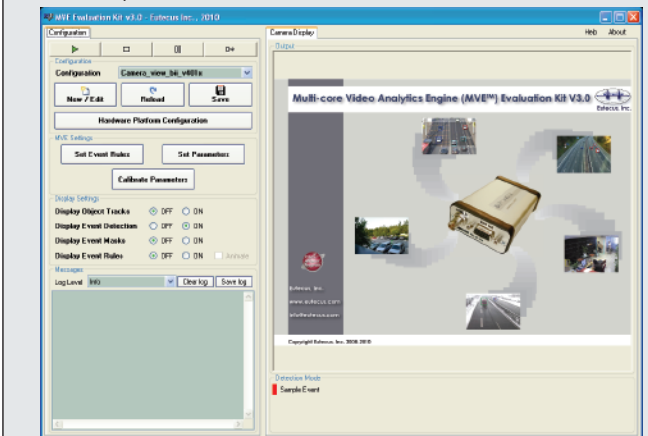 MVE Evaluation Kit v3.0 - Eutecus Inc., 2010
Configuration
Configuration
Configuration Camera_view_bii_v401x
New / Edit Reload Save
Hardware Platform Configuration
MVE Settings
Set Event Rules Set Parameters
Calibrate Parameters
Display Settings
Display Object Tracks OFF ON
Display Event Detection OFF ON
Display Event Masks OFF ON
Display Event Rules OFF ON Animate
Messages
Log Level Info Clear log Save log
Camera Display Help About
Output
Multi-core Video Analytics Engine (MVE™) Evaluation Kit V3.0
Eutecus Inc.
Eutecus, Inc.
www.eutecus.com
info@eutecus.com
Copyright Eutecus, Inc. 2008-2010
Detection Mode
Sample Event